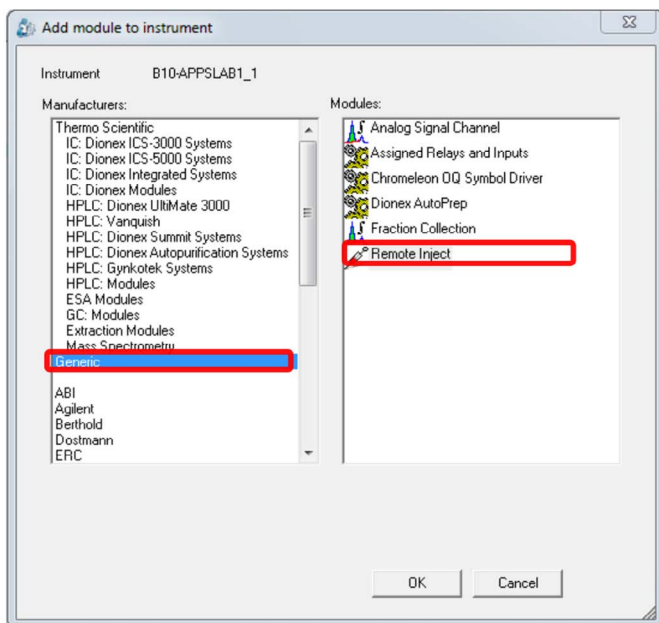 Add module to instrument
Instrument B10-APPSLAB1_1
Manufacturers:
Thermo Scientific
IC: Dionex ICS-3000 Systems
IC: Dionex ICS-5000 Systems
IC: Dionex Integrated Systems
IC: Dionex Modules
HPLC: Dionex UltiMate 3000
HPLC: Vanquish
HPLC: Dionex Summit Systems
HPLC: Dionex Autopurification Systems
HPLC: Gynkotek Systems
HPLC: Modules
ESA Modules
GC: Modules
Extraction Modules
Mass Spectrometry
Generic
ABI
Agilent
Berthold
Dostmann
ERC
Modules:
Analog Signal Channel
Assigned Relays and Inputs
Chromeleon OQ Symbol Driver
Dionex AutoPrep
Fraction Collection
Remote Inject
OK Cancel